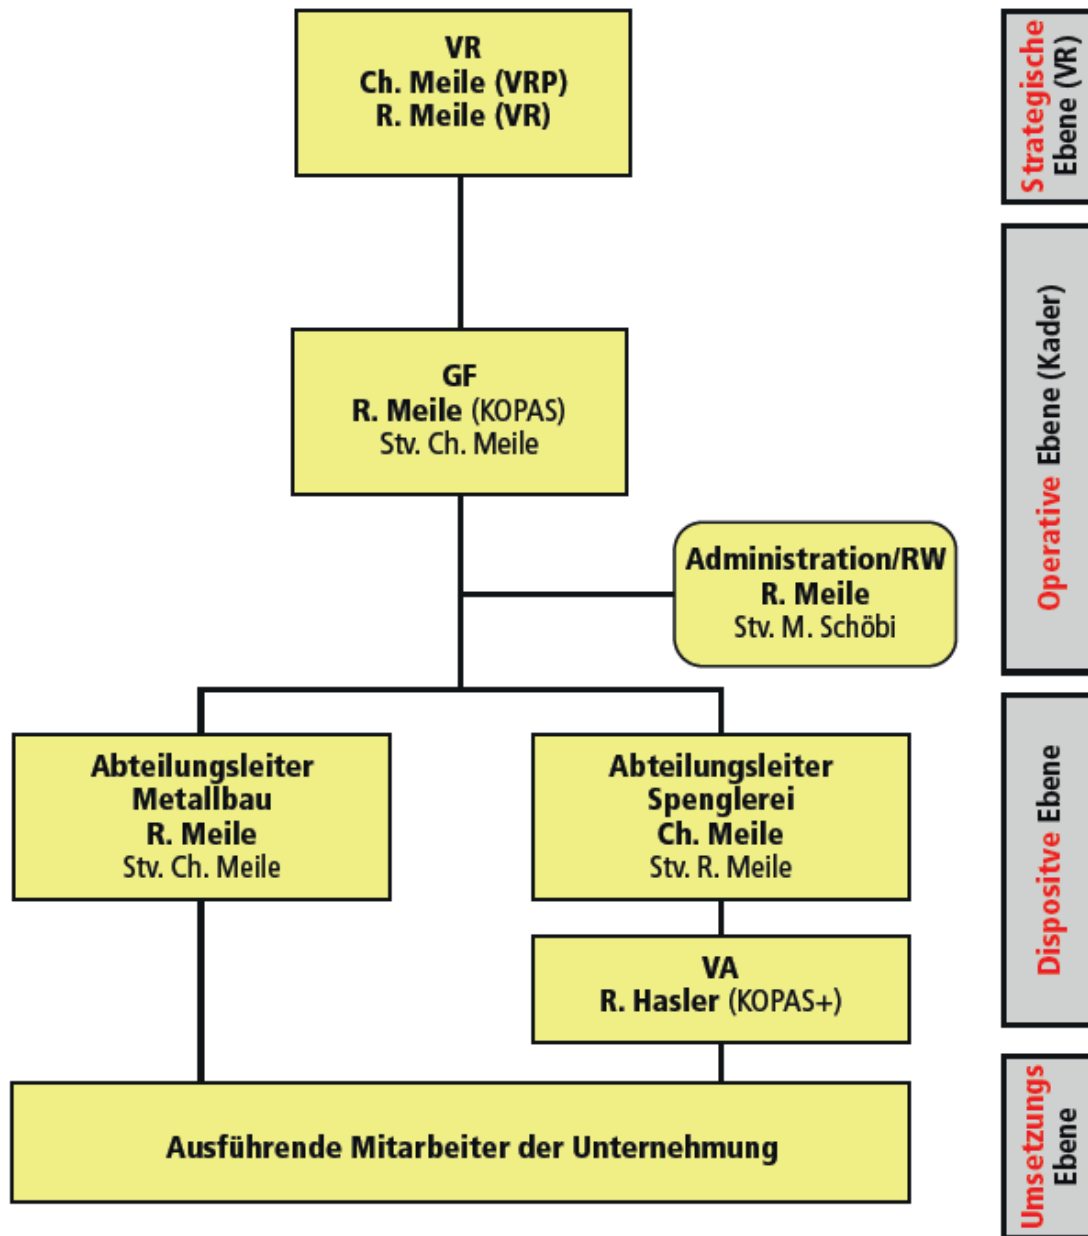 VR
Ch. Meile (VRP)
R. Meile (VR)
Strategische
Ebene (VR)
GF
R. Meile (KOPAS)
Stv. Ch. Meile
Administration/RW
R. Meile
Stv. M. Schöbi
Operative Ebene (Kader)
Abteilungsleiter
Metallbau
R. Meile
Stv. Ch. Meile
Abteilungsleiter
Spenglerei
Ch. Meile
Stv. R. Meile
VA
R. Hasler (KOPAS+)
Dispositve Ebene
Ausführende Mitarbeiter der Unternehmung
Umsetzungs
Ebene